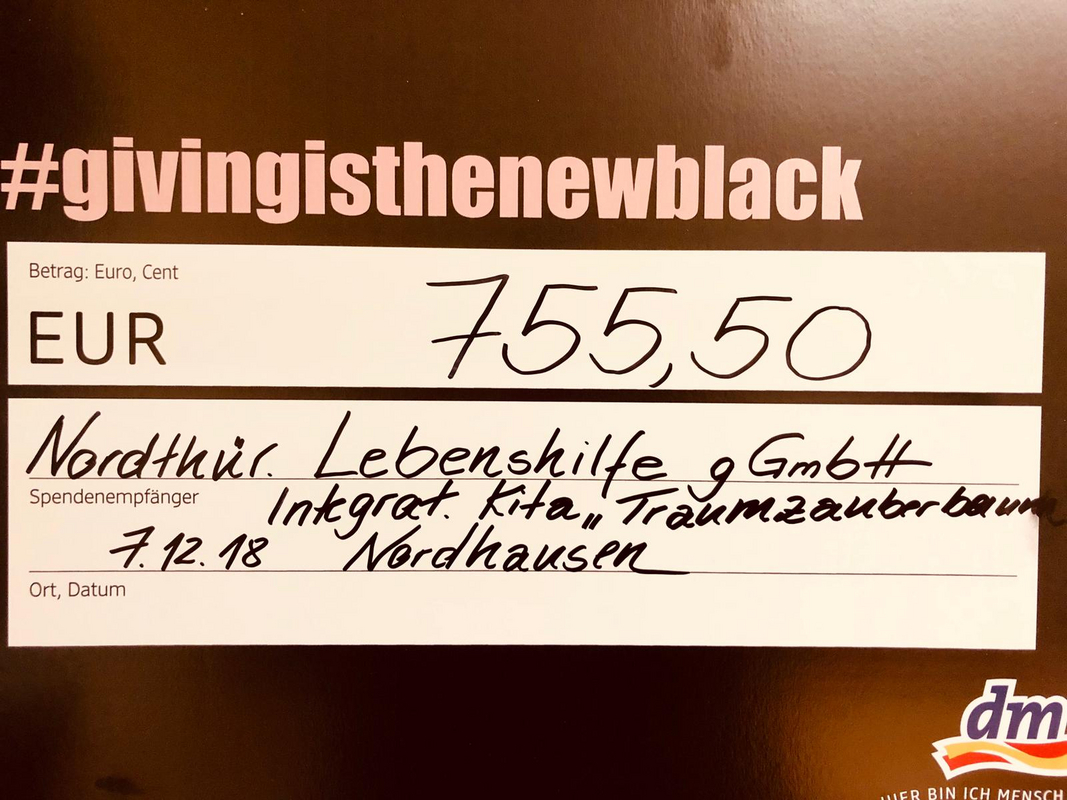 #givingisthenewblack
Betrag: Euro, Cent
EUR 755,50
Nordthür. Lebenshilfe gGmbH
Spendenempfänger
Integrat. Kita „Traumzauberbaum
7.12.18 Nordhausen
Ort, Datum
dm
HIER BIN ICH MENSCH